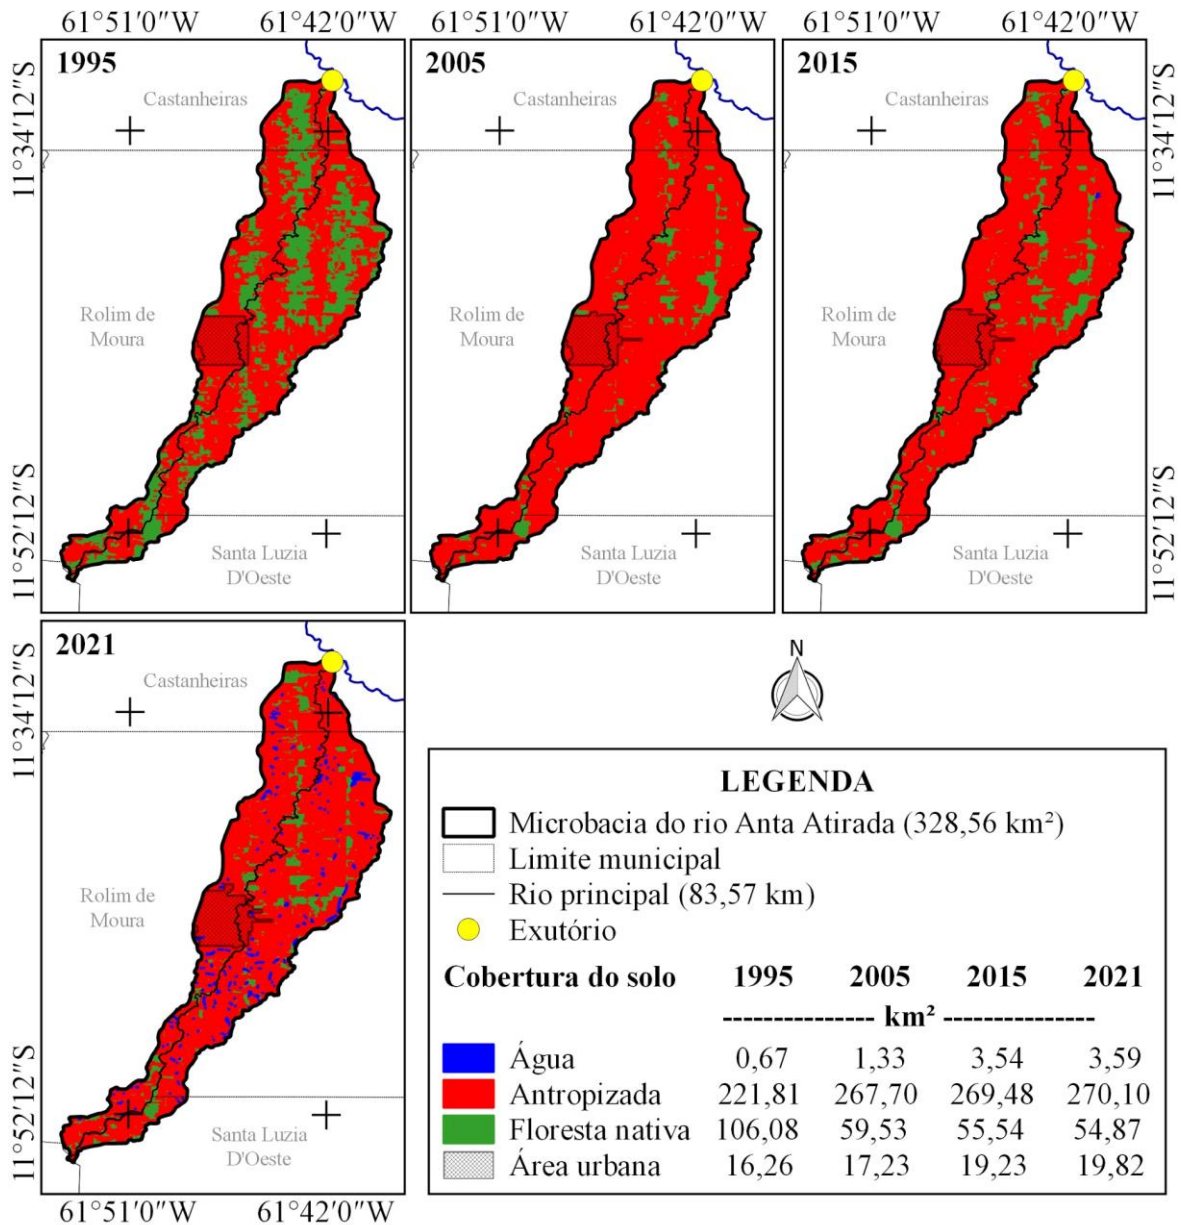 61°51'0"W 61°42'0"W 61°51'0"W 61°42'0"W 61°51'0"W 61°42'0"W
1995
Castanheiras
11°34'12"S
Rolim de
Moura
11°52'12"S
Santa Luzia
D'Oeste
2005
Castanheiras
Rolim de
Moura
Santa Luzia
D'Oeste
2015
Castanheiras
11°34'12"S
Rolim de
Moura
11°52'12"S
Santa Luzia
D'Oeste
2021
Castanheiras
11°34'12"S
Rolim de
Moura
11°52'12"S
Santa Luzia
D'Oeste
61°51'0"W 61°42'0"W
N
LEGENDA
Microbacia do rio Anta Atirada (328,56 km²)
Limite municipal
Rio principal (83,57 km)
Exutório
Cobertura do solo 1995 2005 2015 2021
--------------- km² ---------------
Água 0,67 1,33 3,54 3,59
Antropizada 221,81 267,70 269,48 270,10
Floresta nativa 106,08 59,53 55,54 54,87
Área urbana 16,26 17,23 19,23 19,82